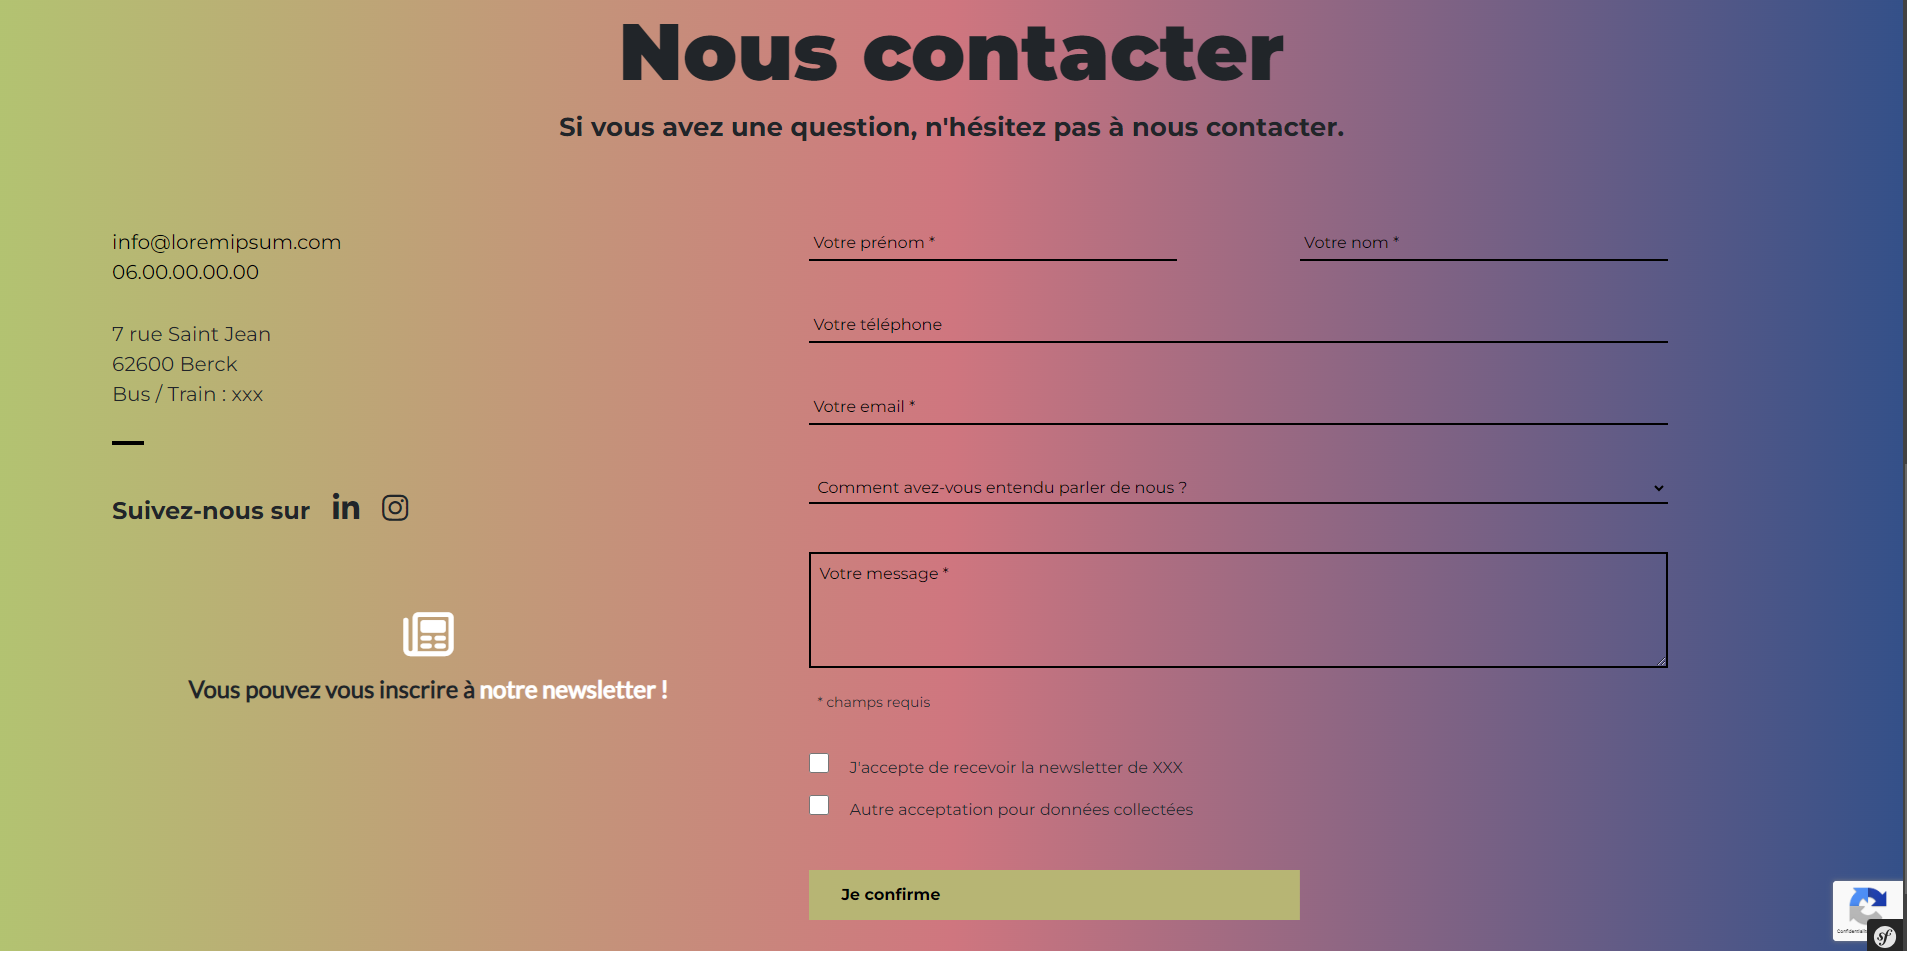 Nous contacter
Si vous avez une question, n'hésitez pas à nous contacter.
info@loremipsum.com
06.00.00.00.00
7 rue Saint Jean
62600 Berck
Bus / Train : xxx
Suivez-nous sur in
Vous pouvez vous inscrire à notre newsletter !
Votre prénom *
Votre nom *
Votre téléphone
Votre email *
Comment avez-vous entendu parler de nous ?
Votre message *
* champs requis
J'accepte de recevoir la newsletter de XXX
Autre acceptation pour données collectées
Je confirme
sf